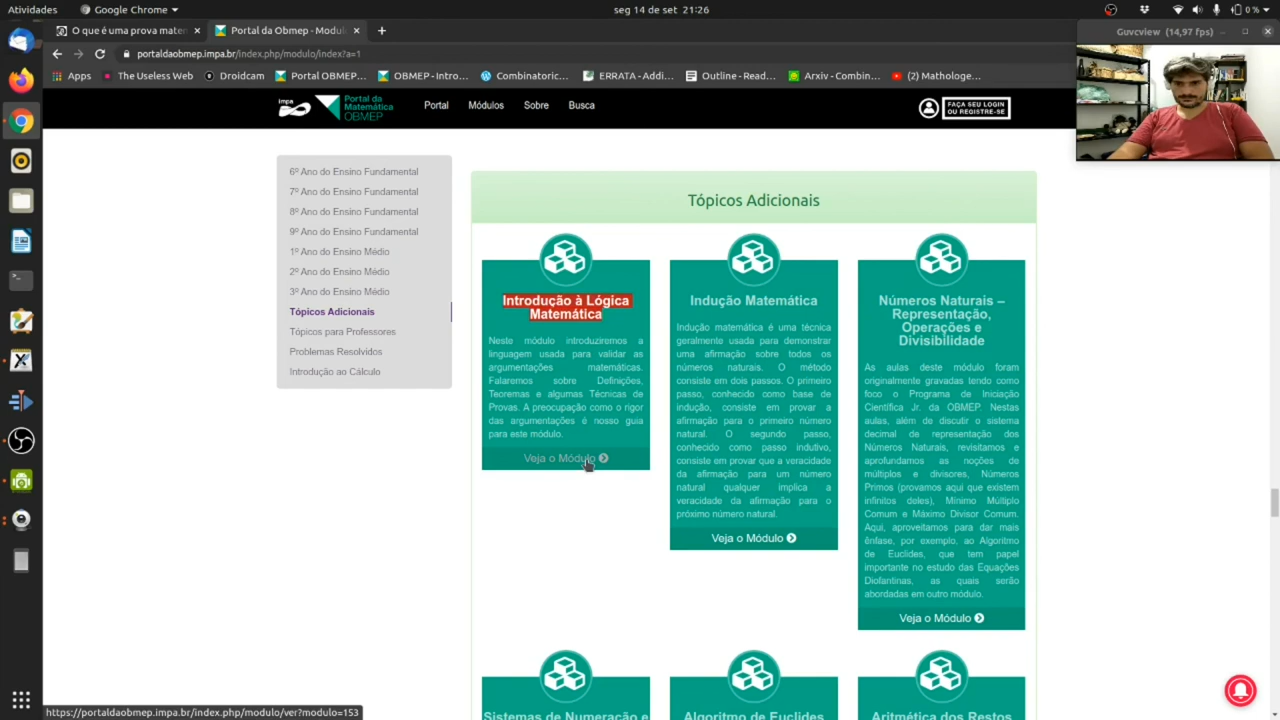 Atividades
Google Chrome
seg 14 de set 21:26
0 %
O que é uma prova matem
Portal da Obmep - Modulo
Guvcview (14,97 fps)
portaldaobmep.impa.br/index.php/modulo/index?a=1
Apps
The Useless Web
Droidcam
Portal OBMEP...
OBMEP - Intro...
Combinatoric...
ERRATA - Addi...
Outline - Read...
Arxiv - Combin...
(2) Mathologe...
impa
Portal da
Matemática
OBMEP
Portal
Módulos
Sobre
Busca
FAÇA SEU LOGIN
OU REGISTRE-SE
6º Ano do Ensino Fundamental
7º Ano do Ensino Fundamental
8º Ano do Ensino Fundamental
9º Ano do Ensino Fundamental
1º Ano do Ensino Médio
2º Ano do Ensino Médio
3º Ano do Ensino Médio
Tópicos Adicionais
Tópicos para Professores
Problemas Resolvidos
Introdução ao Cálculo
Tópicos Adicionais
Introdução à Lógica
Matemática
Neste módulo introduziremos a
linguagem usada para validar as
argumentações matemáticas.
Falaremos sobre Definições,
Teoremas e algumas Técnicas de
Provas. A preocupação como o rigor
das argumentações é nosso guia
para este módulo.
Veja o Módulo
Indução Matemática
Indução matemática é uma técnica
geralmente usada para demonstrar
uma afirmação sobre todos os
números naturais. O método
consiste em dois passos. O primeiro
passo, conhecido como base de
indução, consiste em provar a
afirmação para o primeiro número
natural. O segundo passo,
conhecido como passo indutivo,
consiste em provar que a veracidade
da afirmação para um número
natural qualquer implica a
veracidade da afirmação para o
próximo número natural.
Veja o Módulo
Números Naturais –
Representação,
Operações e
Divisibilidade
As aulas deste módulo foram
originalmente gravadas tendo como
foco o Programa de Iniciação
Científica Jr. da OBMEP. Nestas
aulas, além de discutir o sistema
decimal de representação dos
Números Naturais, revisitamos e
aprofundamos as noções de
múltiplos e divisores, Números
Primos (provamos aqui que existem
infinitos deles), Mínimo Múltiplo
Comum e Máximo Divisor Comum.
Aqui, aproveitamos para dar mais
ênfase, por exemplo, ao Algoritmo
de Euclides, que tem papel
importante no estudo das Equações
Diofantinas, as quais serão
abordadas em outro módulo.
Veja o Módulo
Sistemas de Numeração e
Algoritmo de Euclides
Aritmética dos Restos
https://portaldaobmep.impa.br/index.php/modulo/ver?modulo=153